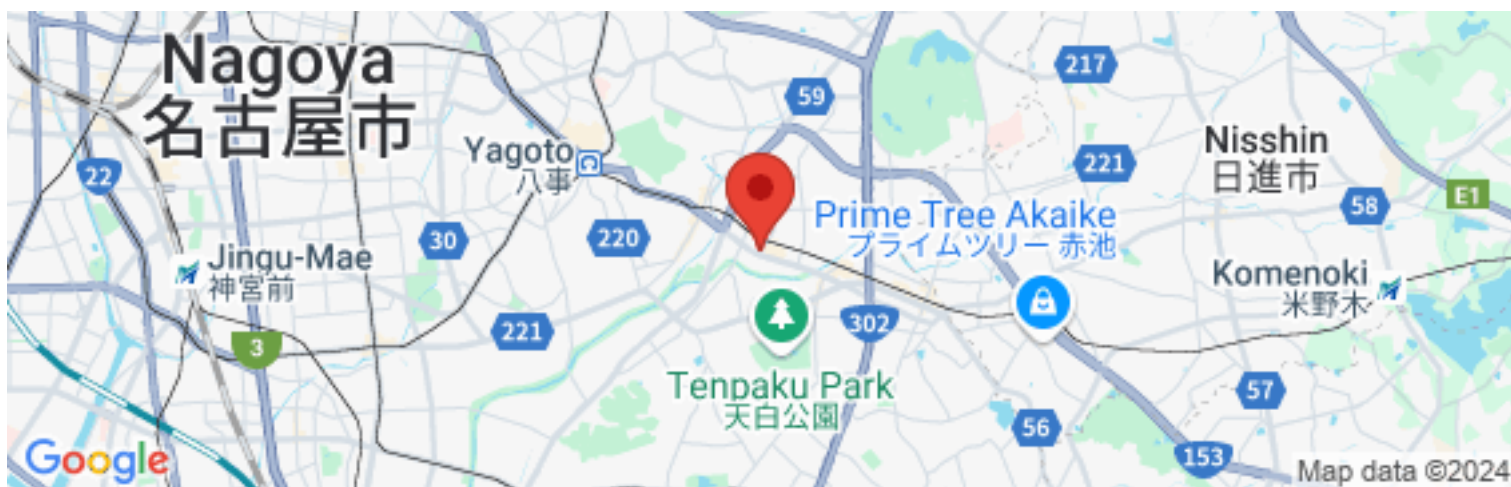 Nagoya
名古屋市
59
217
Yagoto
八事
221
Nisshin
日進市
22
58
E1
30
220
Prime Tree Akaike
プライムツリー 赤池
Jingu-Mae
神宮前
Komenoki
米野木
221
302
3
Tenpaku Park
天白公園
57
56
153
Google
Map data ©2024